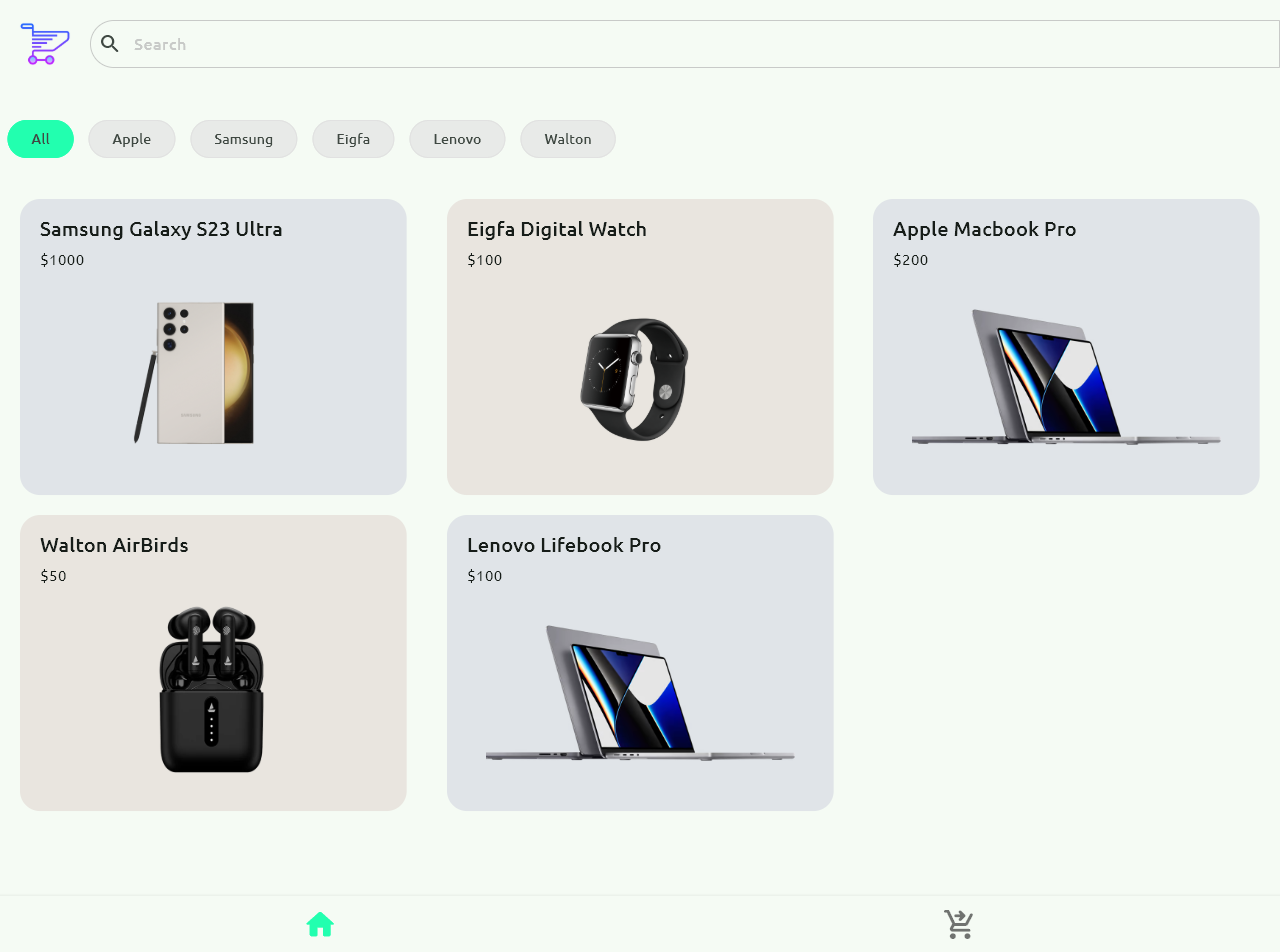 Search
All
Apple
Samsung
Eigfa
Lenovo
Walton
Samsung Galaxy S23 Ultra
$1000
Eigfa Digital Watch
$100
Apple Macbook Pro
$200
SAMSUNG
Walton AirBirds
$50
Lenovo Lifebook Pro
$100